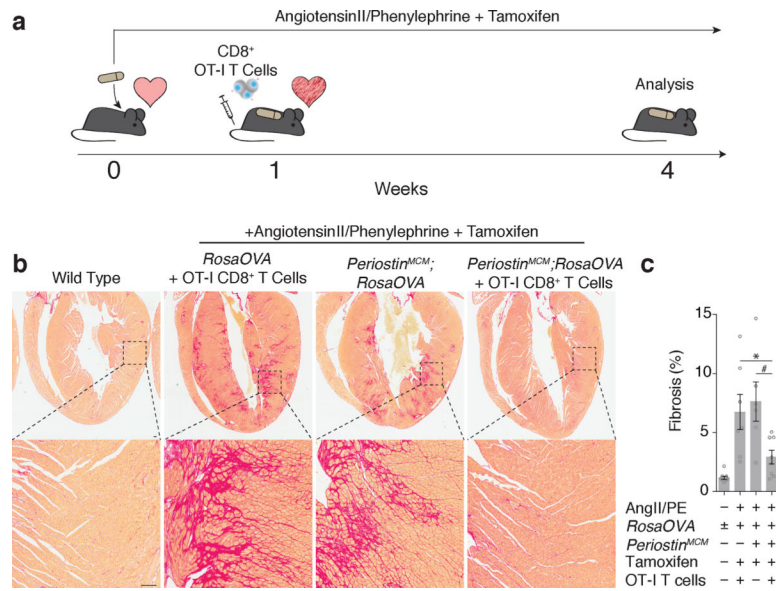 a
AngiotensinII/Phenylephrine + Tamoxifen
CD8⁺
OT-I T Cells
Analysis
0
1
4
Weeks
+AngiotensinII/Phenylephrine + Tamoxifen
b
Wild Type
RosaOVA
+ OT-I CD8⁺ T Cells
Periostinᴹᶜᴹ;
RosaOVA
Periostinᴹᶜᴹ;RosaOVA
+ OT-I CD8⁺ T Cells
c
Fibrosis (%)
15
10
5
0
*
#
AngII/PE - + + +
RosaOVA ± + + +
Periostinᴹᶜᴹ - - + +
Tamoxifen - + + +
OT-I T cells - + - +